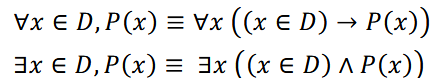 ∀x ∈ D, P(x) ≡ ∀x ((x ∈ D) → P(x))
∃x ∈ D, P(x) ≡ ∃x ((x ∈ D) ∧ P(x))